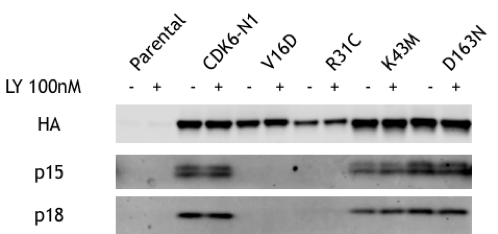 Parental CDK6-N1 V16D R31C K43M D163N
LY 100nM - + - + - + - + - + - +
HA
p15
p18